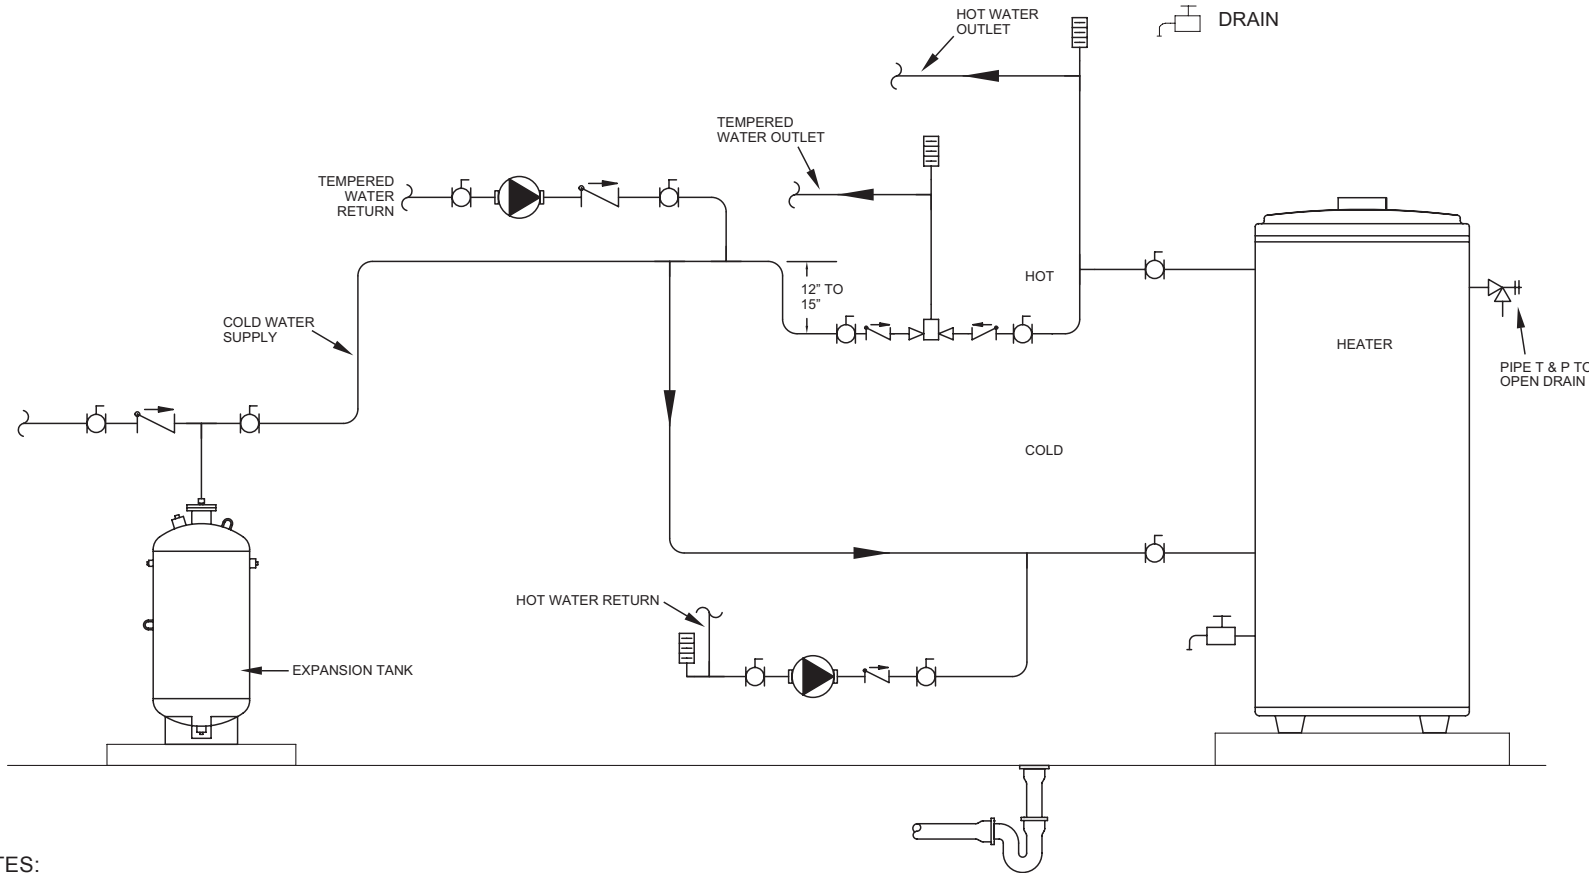 HOT WATER
OUTLET
DRAIN
TEMPERED
WATER OUTLET
TEMPERED
WATER
RETURN
12” TO
15”
HOT
COLD WATER
SUPPLY
HEATER
PIPE T & P TO
OPEN DRAIN
COLD
HOT WATER RETURN
EXPANSION TANK
TES: